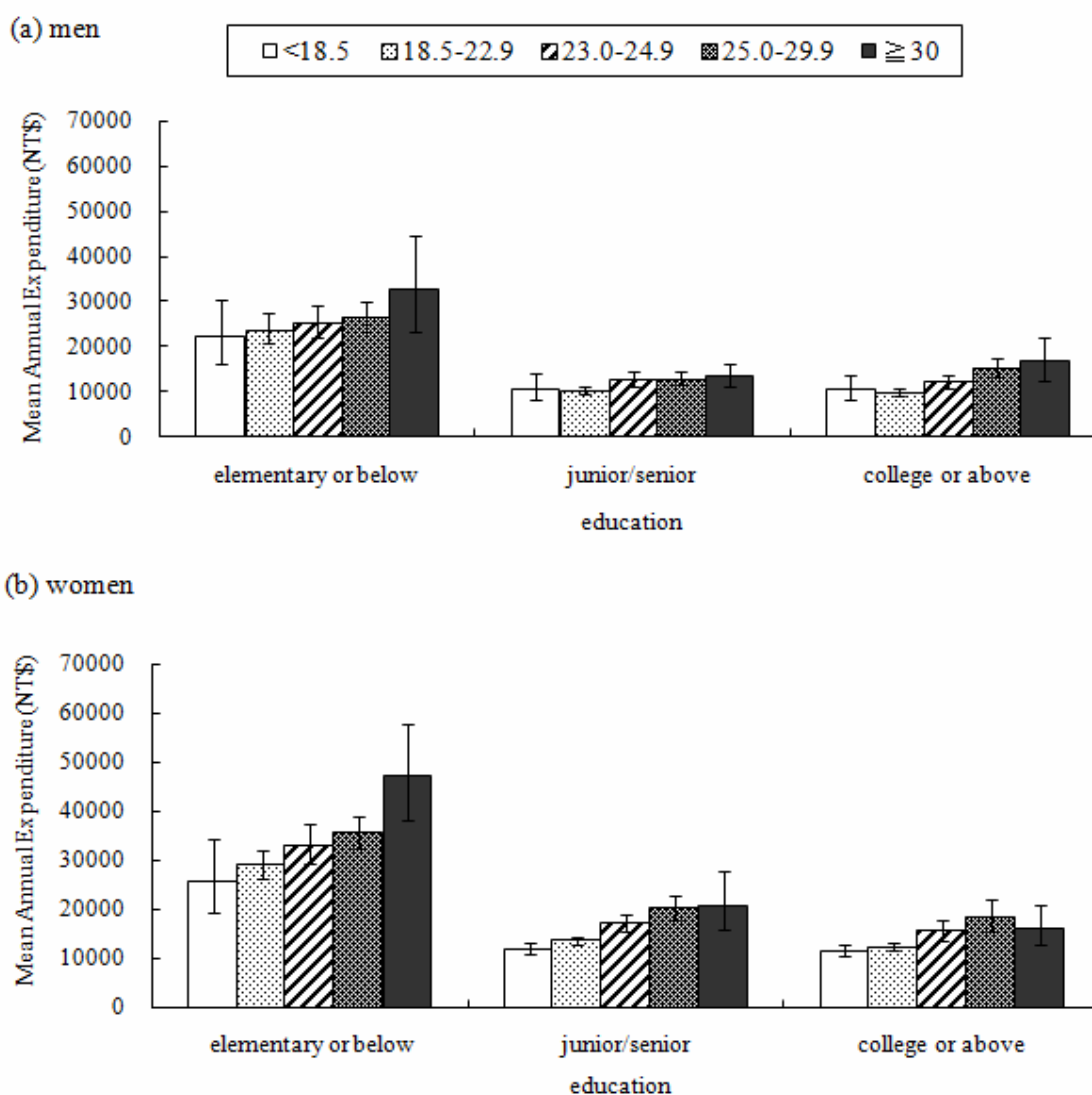 (a) men
<18.5 18.5-22.9 23.0-24.9 25.0-29.9 ≧30
Mean Annual Expenditure (NT$)
70000
60000
50000
40000
30000
20000
10000
0
elementary or below junior/senior college or above
education
(b) women
Mean Annual Expenditure (NT$)
70000
60000
50000
40000
30000
20000
10000
0
elementary or below junior/senior college or above
education